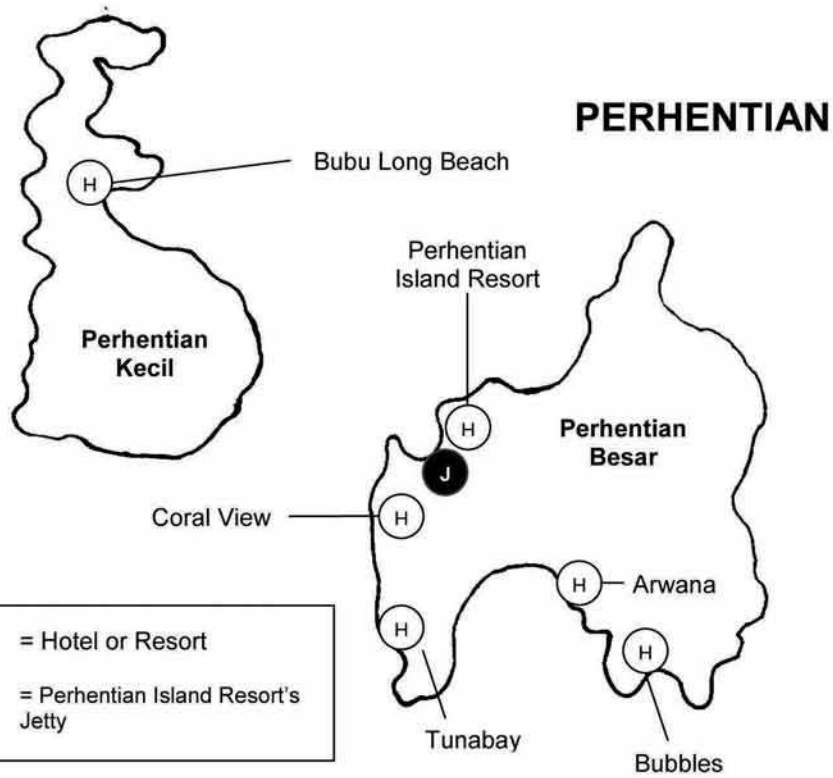 PERHENTIAN
H
Bubu Long Beach
Perhentian
Island Resort
Perhentian
Kecil
H
Perhentian
Besar
J
Coral View
H
H
Arwana
= Hotel or Resort
H
H
= Perhentian Island Resort's
Jetty
Tunabay
Bubbles